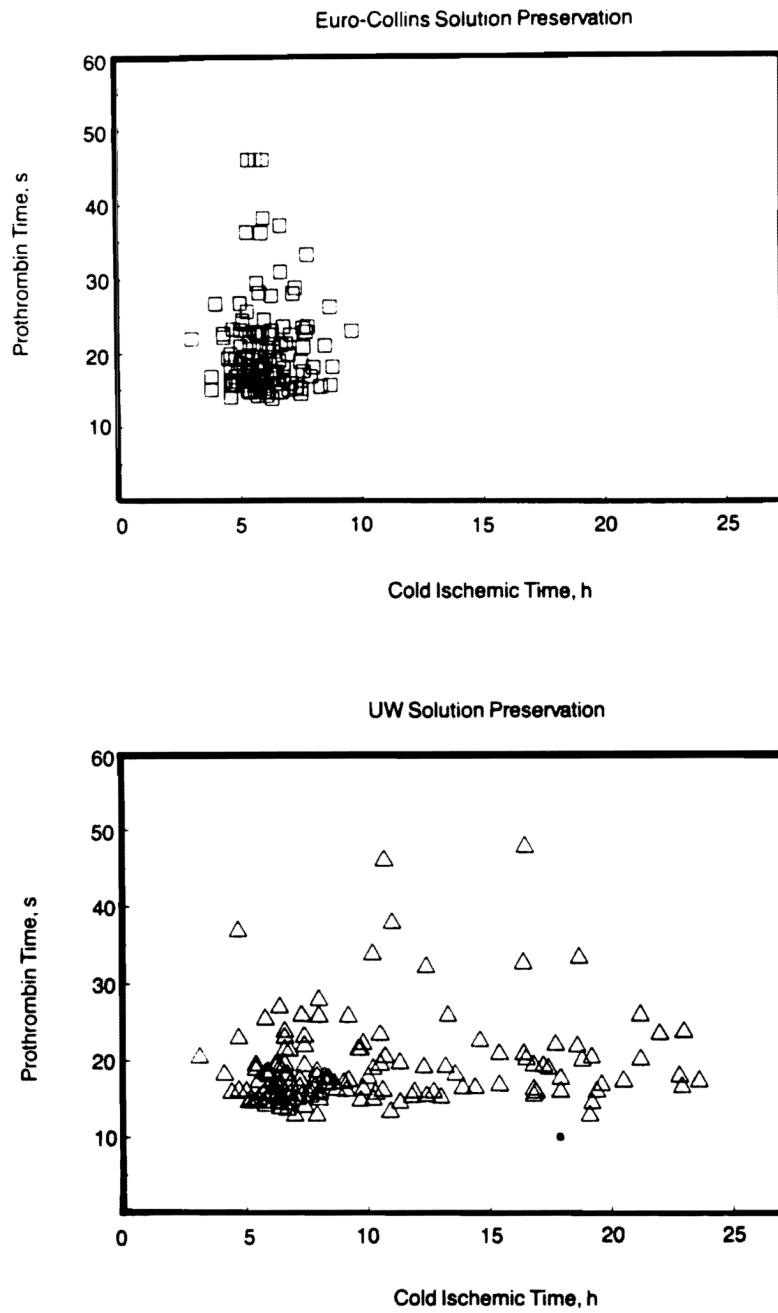 Euro-Collins Solution Preservation
60
50
40
30
20
10
Prothrombin Time, s
0 5 10 15 20 25
Cold Ischemic Time, h
UW Solution Preservation
60
50
40
30
20
10
Prothrombin Time, s
0 5 10 15 20 25
Cold Ischemic Time, h